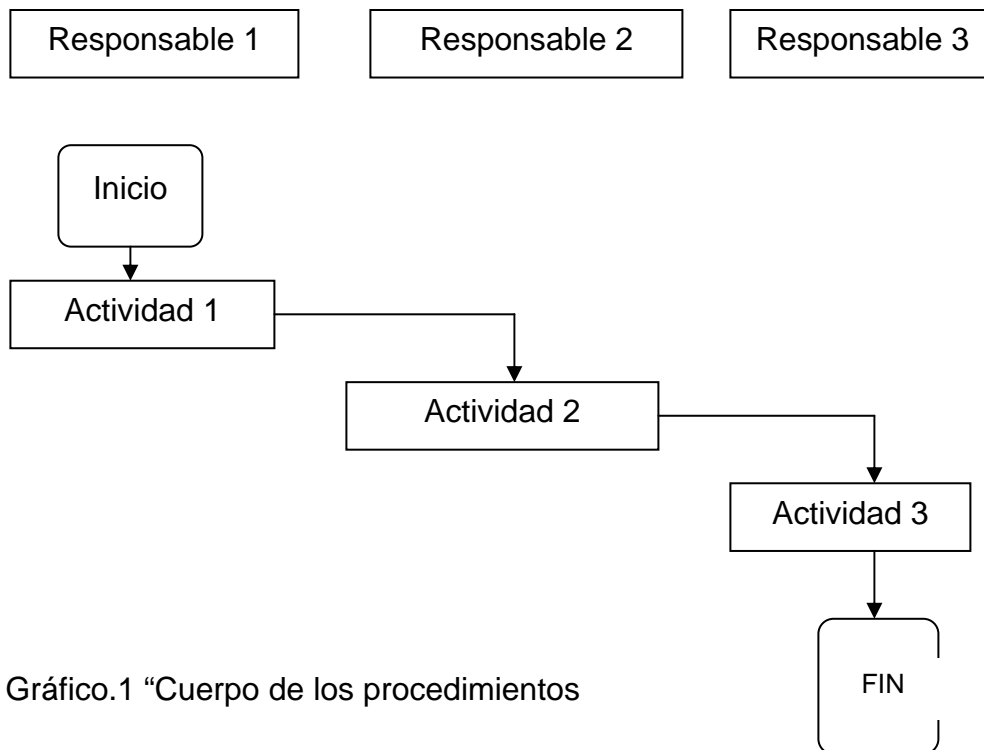 Responsable 1
Responsable 2
Responsable 3
Inicio
Actividad 1
Actividad 2
Actividad 3
FIN
Gráfico.1 “Cuerpo de los procedimientos